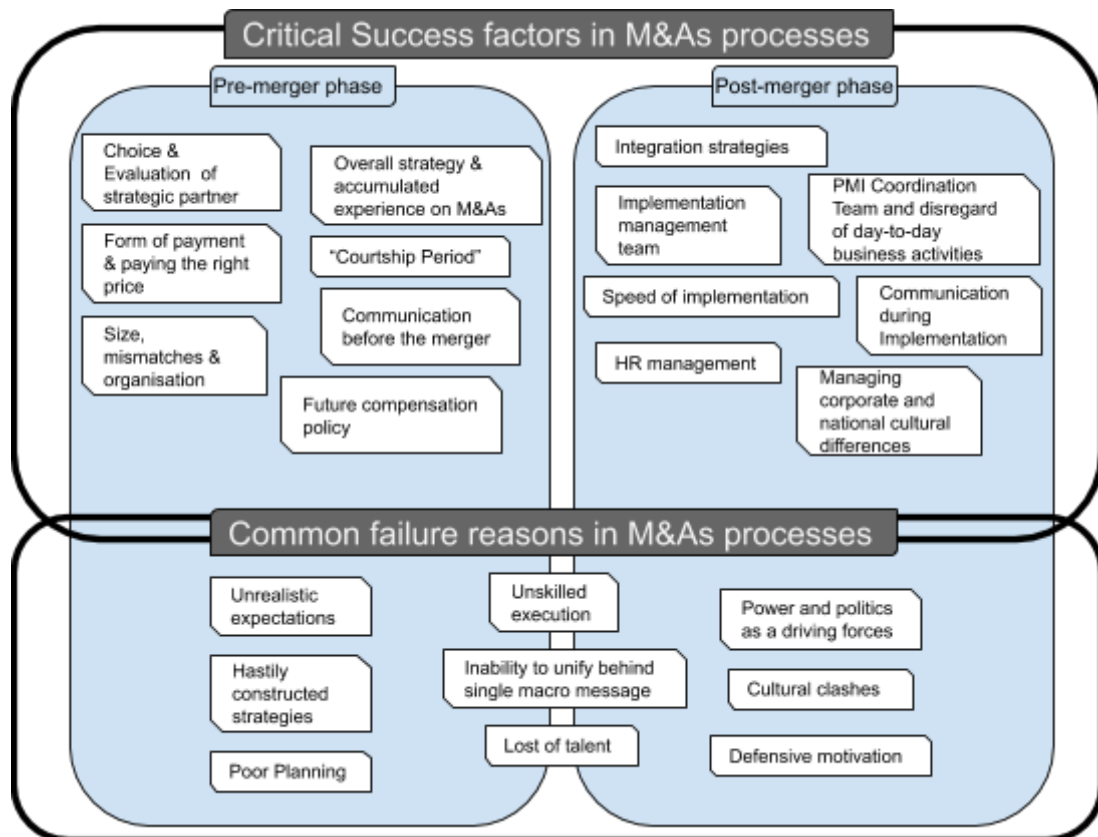 Critical Success factors in M&As processes
Pre-merger phase
Choice &
Evaluation of
strategic partner
Overall strategy &
accumulated
experience on M&As
Form of payment
& paying the right
price
“Courtship Period”
Communication
before the merger
Size,
mismatches &
organisation
Future compensation
policy
Post-merger phase
Integration strategies
Implementation
management
team
PMI Coordination
Team and disregard
of day-to-day
business activities
Speed of implementation
Communication
during
Implementation
HR management
Managing
corporate and
national cultural
differences
Common failure reasons in M&As processes
Unrealistic
expectations
Hastily
constructed
strategies
Poor Planning
Unskilled
execution
Inability to unify behind
single macro message
Lost of talent
Power and politics
as a driving forces
Cultural clashes
Defensive motivation